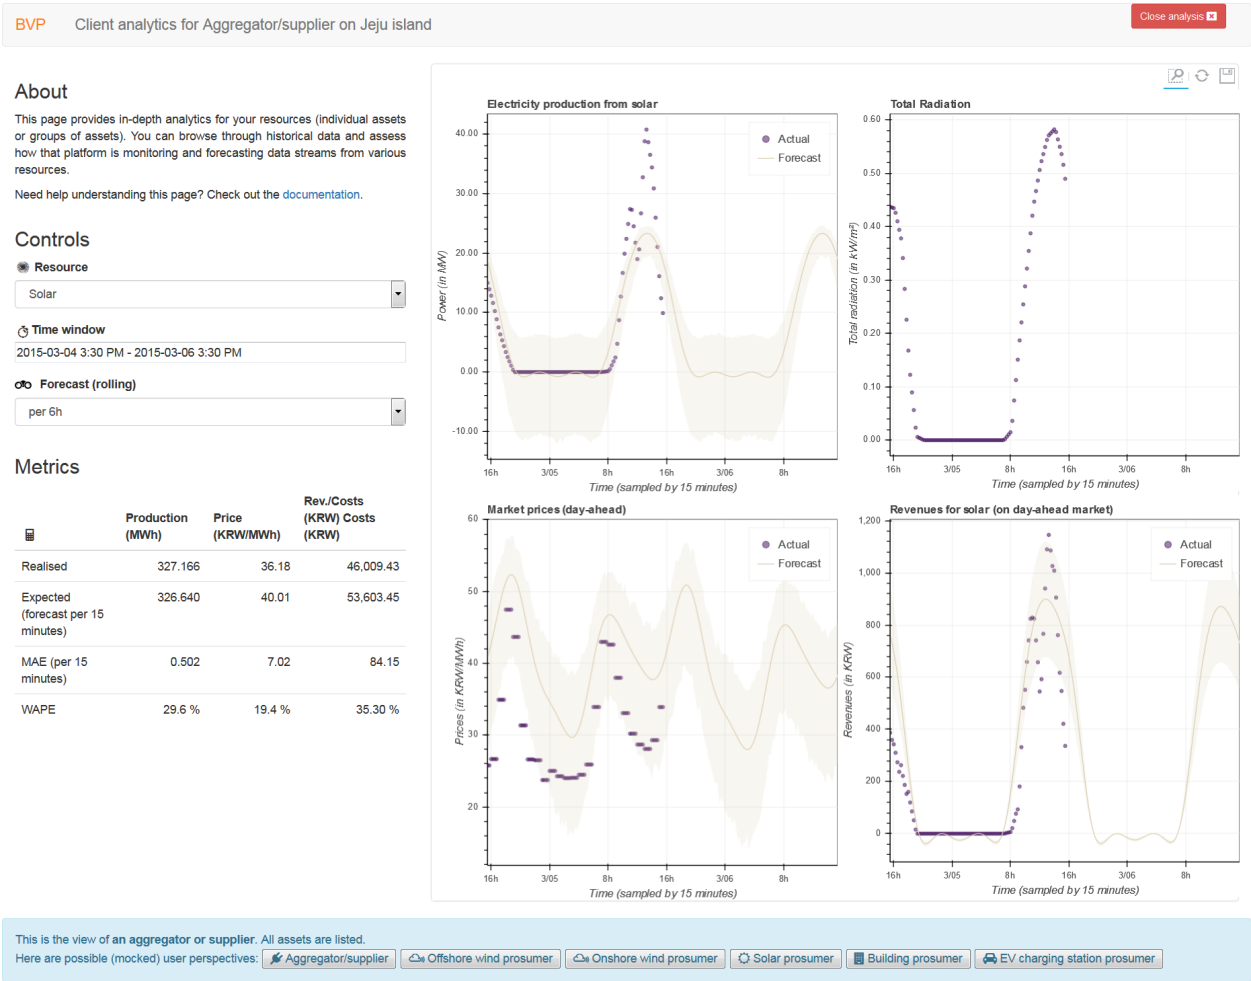 BVP Client analytics for Aggregator/supplier on Jeju island
Close analysis
About
This page provides in-depth analytics for your resources (individual assets
or groups of assets). You can browse through historical data and assess
how that platform is monitoring and forecasting data streams from various
resources.
Need help understanding this page? Check out the documentation.
Controls
Resource
Solar
Time window
2015-03-04 3:30 PM - 2015-03-06 3:30 PM
Forecast (rolling)
per 6h
Metrics
Production (MWh) Price (KRW/MWh) Rev./Costs (KRW) Costs (KRW)
Realised 327.166 36.18 46,009.43
Expected (forecast per 15 minutes) 326.640 40.01 53,603.45
MAE (per 15 minutes) 0.502 7.02 84.15
WAPE 29.6 % 19.4 % 35.30 %
Electricity production from solar
Actual
Forecast
Power (in MW)
40.00
30.00
20.00
10.00
0.00
-10.00
16h 3/05 8h 16h 3/06 8h
Time (sampled by 15 minutes)
Total Radiation
Total radiation (in kW/m²)
0.60
0.50
0.40
0.30
0.20
0.10
0.00
16h 3/05 8h 16h 3/06 8h
Time (sampled by 15 minutes)
Market prices (day-ahead)
Actual
Forecast
Prices (in KRW/MWh)
60
50
40
30
20
16h 3/05 8h 16h 3/06 8h
Time (sampled by 15 minutes)
Revenues for solar (on day-ahead market)
Actual
Forecast
Revenues (in KRW)
1,200
1,000
800
600
400
200
0
16h 3/05 8h 16h 3/06 8h
Time (sampled by 15 minutes)
This is the view of an aggregator or supplier. All assets are listed.
Here are possible (mocked) user perspectives: Aggregator/supplier Offshore wind prosumer Onshore wind prosumer Solar prosumer Building prosumer EV charging station prosumer